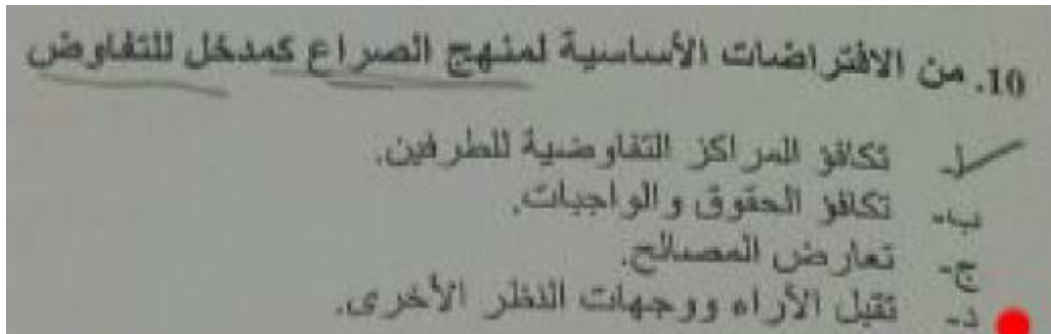 10. من الافتراضات الأساسية لمنهج الصراع كمدخل للتفاوض
أ- تكافؤ المراكز التفاوضية للطرفين.
ب- تكافؤ الحقوق والواجبات.
ج- تعارض المصالح.
د- تقبل الأراء ووجهات النظر الأخرى.